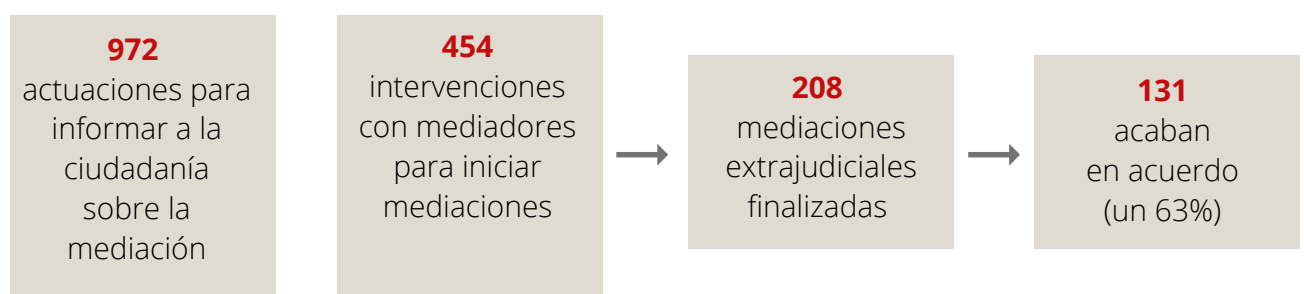 972
actuaciones para
informar a la
ciudadanía
sobre la
mediación
454
intervenciones
con mediadores
para iniciar
mediaciones
208
mediaciones
extrajudiciales
finalizadas
131
acaban
en acuerdo
(un 63%)